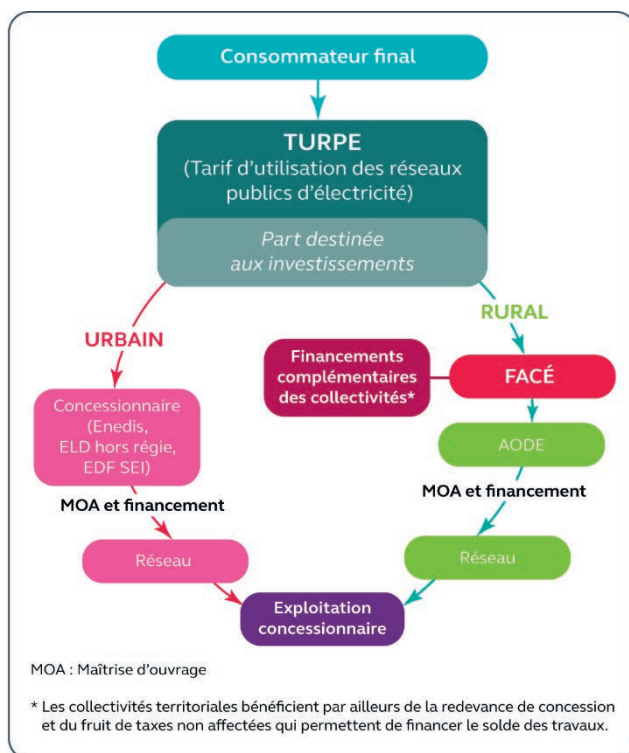 Consommateur final
TURPE
(Tarif d'utilisation des réseaux
publics d'électricité)
Part destinée
aux investissements
URBAIN
RURAL
Concessionnaire
(Enedis,
ELD hors régie,
EDF SEI)
Financements
complémentaires
des collectivités*
FACÉ
AODE
MOA et financement
MOA et financement
Réseau
Réseau
Exploitation
concessionnaire
MOA : Maîtrise d'ouvrage
* Les collectivités territoriales bénéficient par ailleurs de la redevance de concession
et du fruit de taxes non affectées qui permettent de financer le solde des travaux.